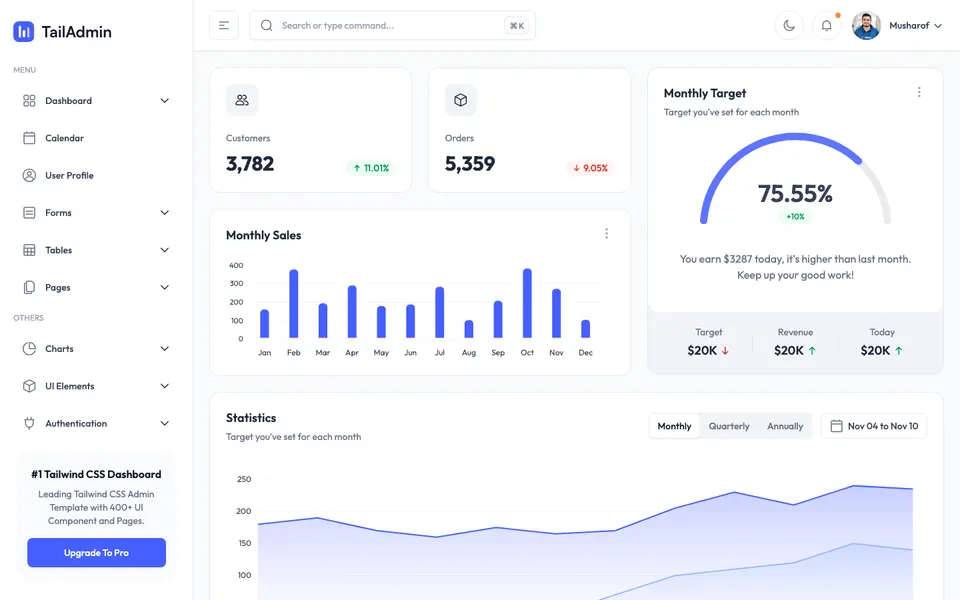 TailAdmin
MENU
Dashboard
Calendar
User Profile
Forms
Tables
Pages
OTHERS
Charts
UI Elements
Authentication
#1 Tailwind CSS Dashboard
Leading Tailwind CSS Admin
Template with 400+ UI
Component and Pages.
Upgrade To Pro
Search or type command...
⌘ K
Musharof
Customers
3,782
↑ 11.01%
Orders
5,359
↓ 9.05%
Monthly Sales
400
300
200
100
0
Jan Feb Mar Apr May Jun Jul Aug Sep Oct Nov Dec
Monthly Target
Target you've set for each month
75.55%
+10%
You earn $3287 today, it's higher than last month.
Keep up your good work!
Target Revenue Today
$20K ↓ $20K ↑ $20K ↑
Statistics
Target you've set for each month
Monthly Quarterly Annually
Nov 04 to Nov 10
250
200
150
100